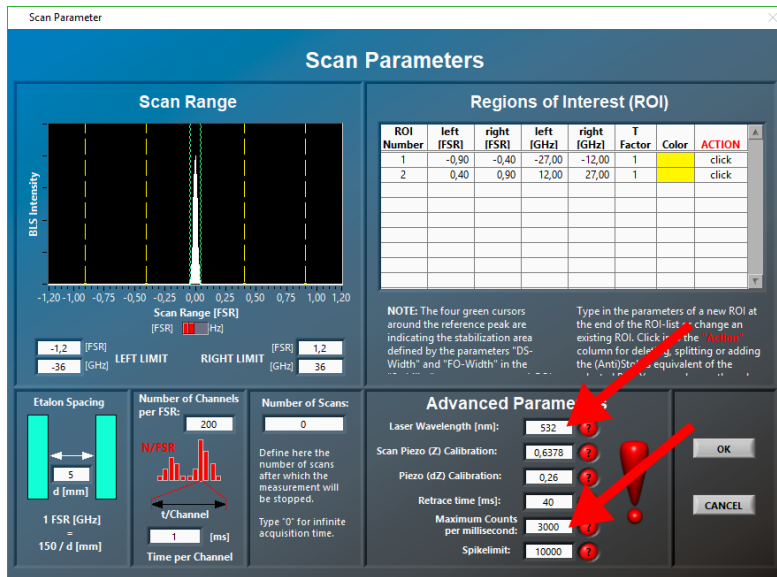 Scan Parameter
Scan Parameters
Scan Range
BLS Intensity
-1,20 -1,00 -0,75 -0,50 -0,25 0,00 0,25 0,50 0,75 1,00 1,20
Scan Range [FSR]
[FSR] [Hz]
-1,2 [FSR]
-36 [GHz]
LEFT LIMIT
RIGHT LIMIT
[FSR] 1,2
[GHz] 36
Regions of Interest (ROI)
ROI Number left [FSR] right [FSR] left [GHz] right [GHz] T Factor Color ACTION
1 -0,90 -0,40 -27,00 -12,00 1 click
2 0,40 0,90 12,00 27,00 1 click
NOTE: The four green cursors
around the reference peak are
indicating the stabilization area
defined by the parameters "DS-
Width" and "FO-Width" in the
Type in the parameters of a new ROI at
the end of the ROI-list or change an
existing ROI. Click into the "Action"
column for deleting, splitting or adding
the (Anti)Stokes equivalent of the
Etalon Spacing
5
d [mm]
1 FSR [GHz]
=
150 / d [mm]
Number of Channels
per FSR:
200
N/FSR
t/Channel
1 [ms]
Time per Channel
Number of Scans:
0
Define here the
number of scans
after which the
measurement will
be stopped.
Type "0" for infinite
acquisition time.
Advanced Parameters
Laser Wavelength [nm]: 532 ?
Scan Piezo (Z) Calibration: 0,6378 ?
Piezo (dZ) Calibration: 0,26 ?
Retrace time [ms]: 40
Maximum Counts
per millisecond: 3000 ?
Spikelimit: 10000 ?
!
OK
CANCEL